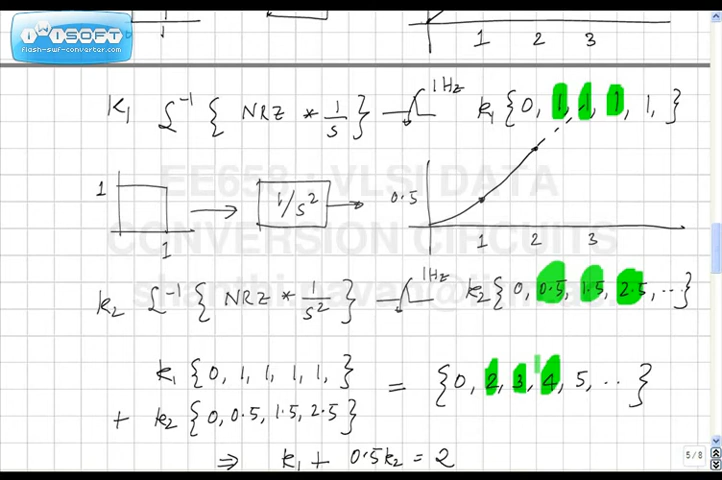 iWiSOFT
flash-swf-converter.com
1
1 2 3
K₁ ℒ⁻¹ { NRZ * 1/s } 1Hz k₁ {0, 1, 1, 1, 1, }
EE658 : VLSI DATA
CONVERSION CIRCUITS
1 1 1/s² 0.5 1 2 3
k₂ ℒ⁻¹ { NRZ * 1/s² } 1Hz k₂ {0, 0.5, 1.5, 2.5, ...}
k₁ {0, 1, 1, 1, 1, } = {0, 2, 3, 4, 5, ... }
+ k₂ {0, 0.5, 1.5, 2.5}
⇒ k₁ + 0.5k₂ = 2
5/8